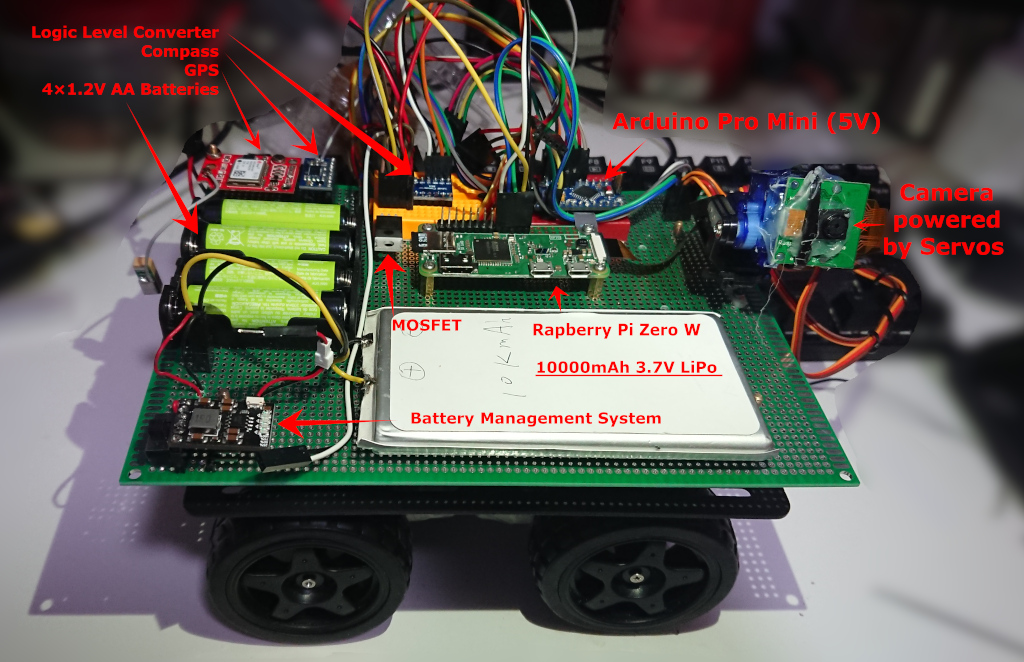 Logic Level Converter
Compass
GPS
4×1.2V AA Batteries
Arduino Pro Mini (5V)
Camera
powered
by Servos
MOSFET
Rapberry Pi Zero W
10000mAh 3.7V LiPo
10KmAh
Battery Management System